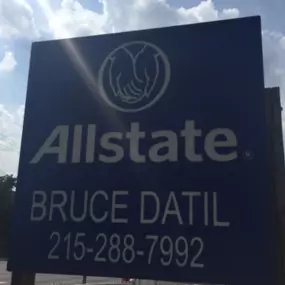 Allstate®
BRUCE DATIL
215-288-7992